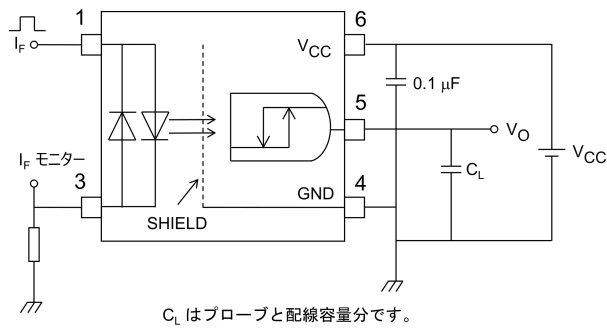 1
I_F
V_CC
6
0.1 μF
5
V_O
V_CC
I_F モニター
C_L
3
GND
4
SHIELD
C_L はプローブと配線容量分です。